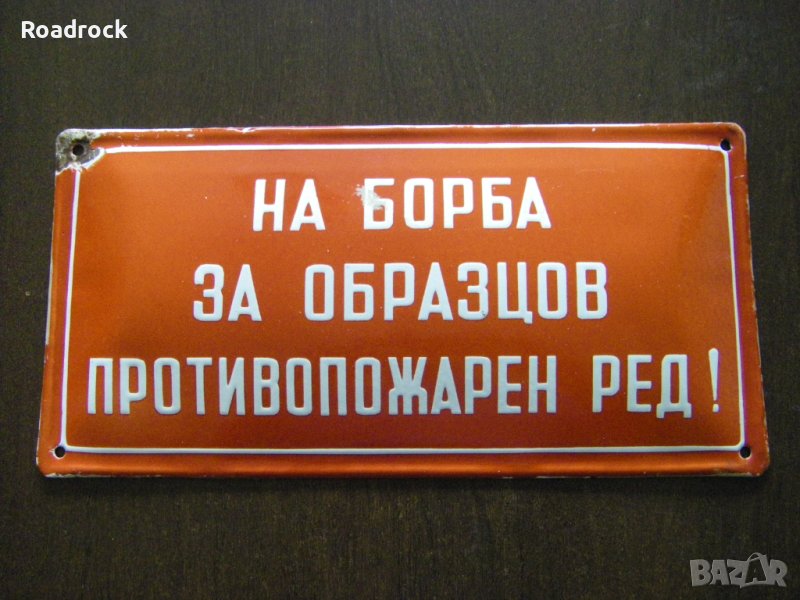 Roadrock
НА БОРБА
ЗА ОБРАЗЦОВ
ПРОТИВОПОЖАРЕН РЕД!
BAZAR